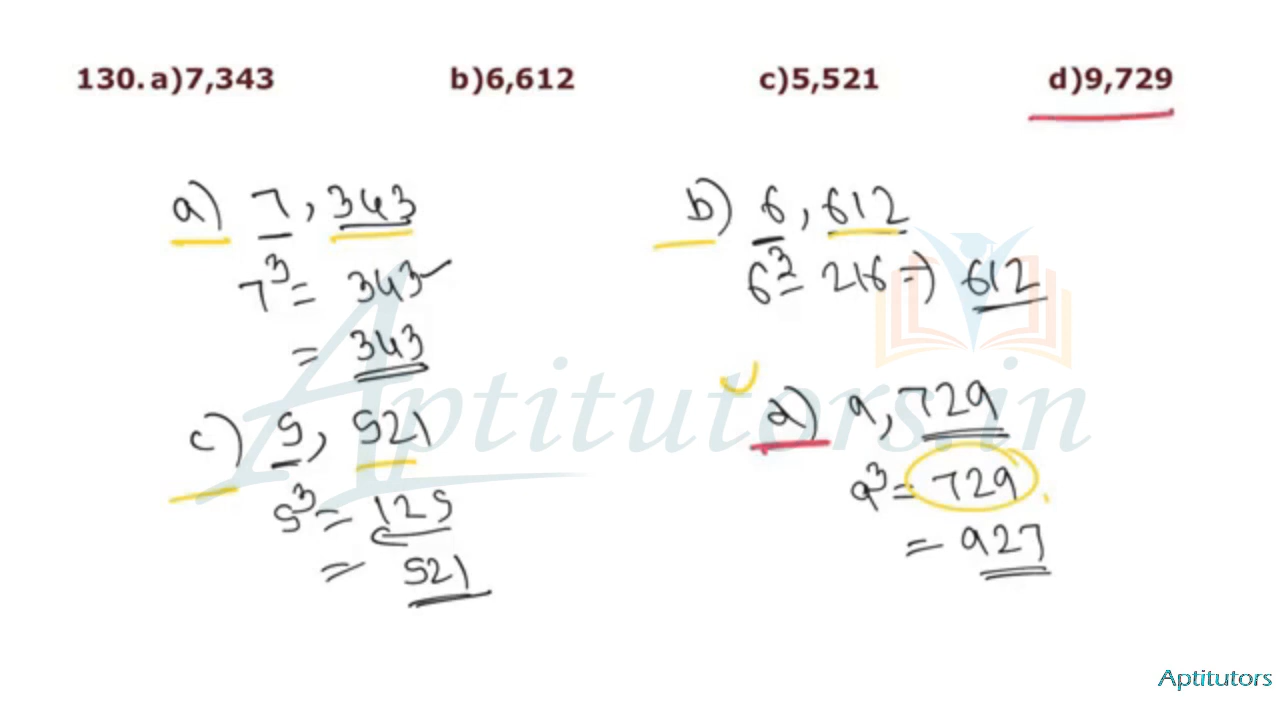 130. a)7,343 b)6,612 c)5,521 d)9,729
a) 7, 343
7³ = 343
= 343
b) 6, 612
6³ = 216 => 612
c) 5, 521
5³ = 125
= 521
d) 9, 729
9³ = 729
= 927
Aptitutors.in
Aptitutors